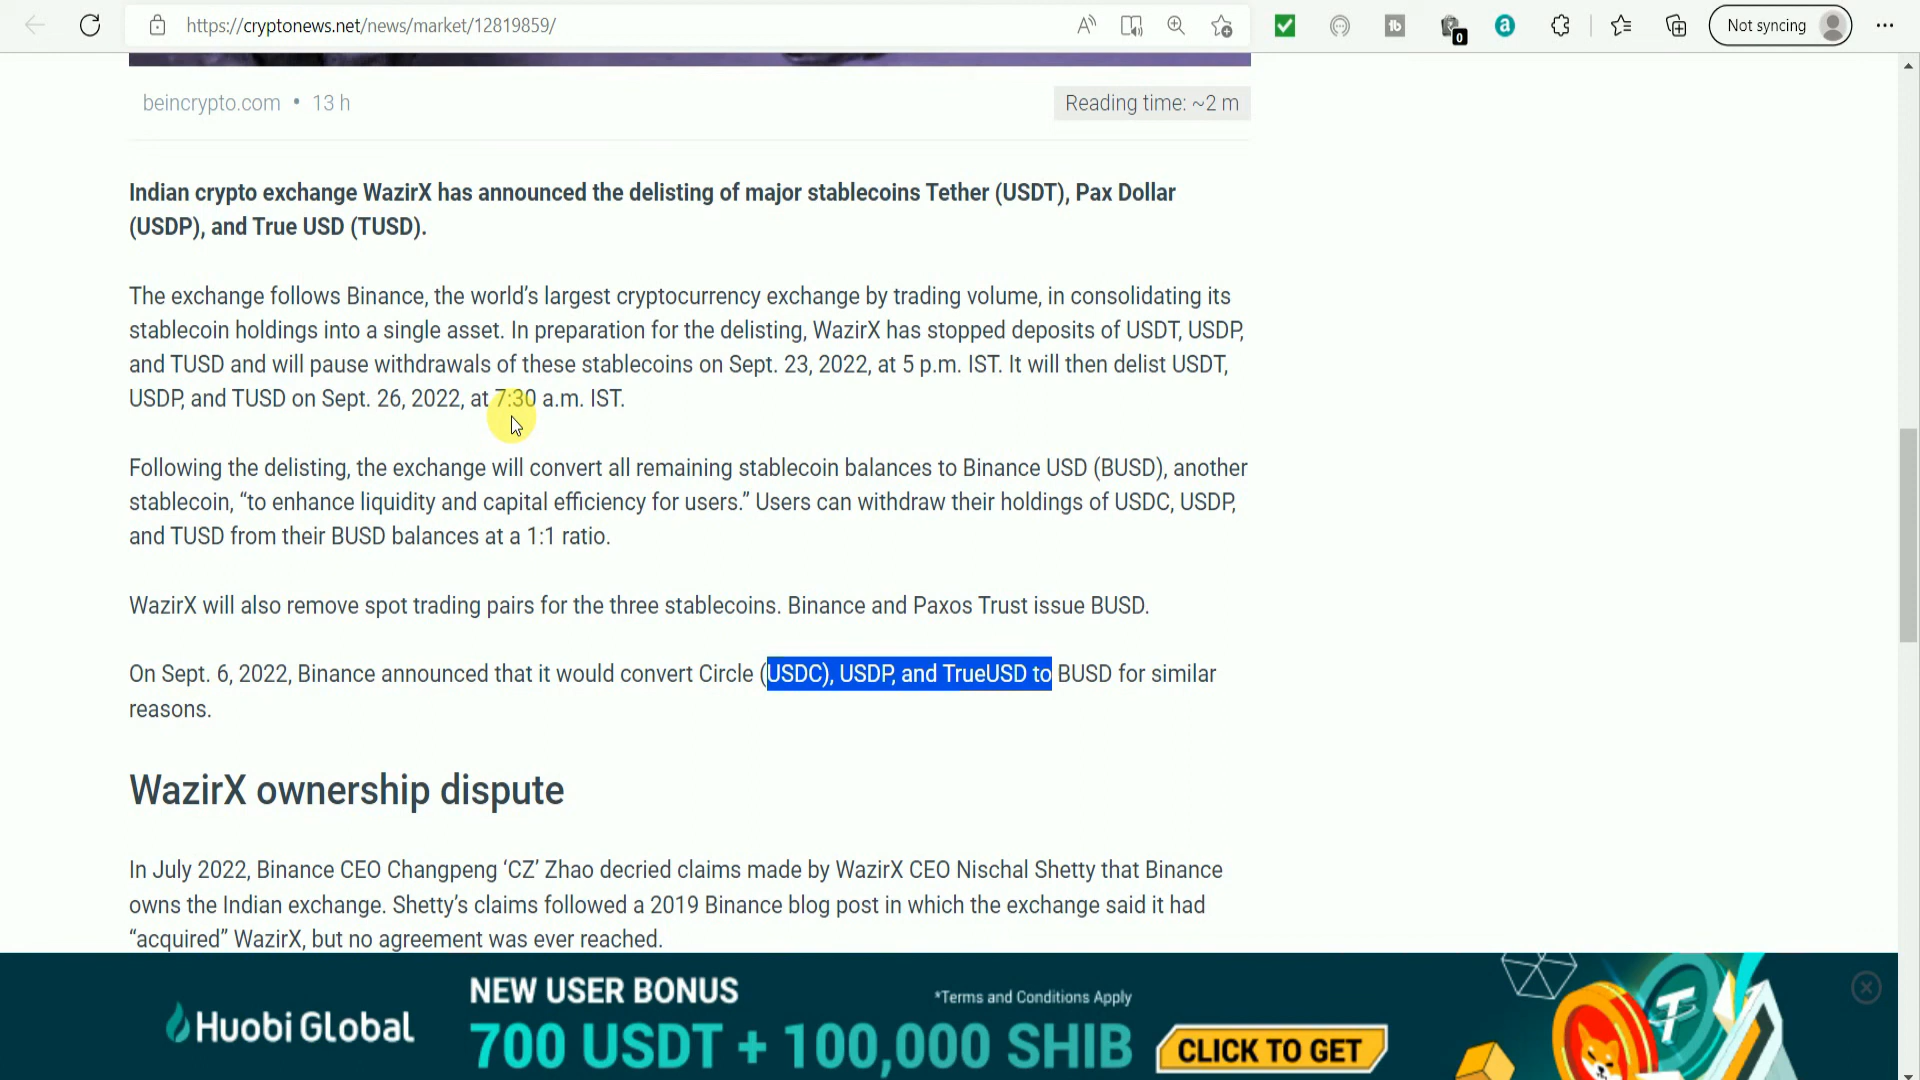 https://cryptonews.net/news/market/12819859/
Not syncing
0
beincrypto.com • 13 h
Reading time: ~2 m
Indian crypto exchange WazirX has announced the delisting of major stablecoins Tether (USDT), Pax Dollar
(USDP), and True USD (TUSD).
The exchange follows Binance, the world’s largest cryptocurrency exchange by trading volume, in consolidating its
stablecoin holdings into a single asset. In preparation for the delisting, WazirX has stopped deposits of USDT, USDP,
and TUSD and will pause withdrawals of these stablecoins on Sept. 23, 2022, at 5 p.m. IST. It will then delist USDT,
USDP, and TUSD on Sept. 26, 2022, at 7:30 a.m. IST.
Following the delisting, the exchange will convert all remaining stablecoin balances to Binance USD (BUSD), another
stablecoin, “to enhance liquidity and capital efficiency for users.” Users can withdraw their holdings of USDC, USDP,
and TUSD from their BUSD balances at a 1:1 ratio.
WazirX will also remove spot trading pairs for the three stablecoins. Binance and Paxos Trust issue BUSD.
On Sept. 6, 2022, Binance announced that it would convert Circle (USDC), USDP, and TrueUSD to BUSD for similar
reasons.
WazirX ownership dispute
In July 2022, Binance CEO Changpeng ‘CZ’ Zhao decried claims made by WazirX CEO Nischal Shetty that Binance
owns the Indian exchange. Shetty’s claims followed a 2019 Binance blog post in which the exchange said it had
“acquired” WazirX, but no agreement was ever reached.
Huobi Global
NEW USER BONUS
*Terms and Conditions Apply
700 USDT + 100,000 SHIB
CLICK TO GET